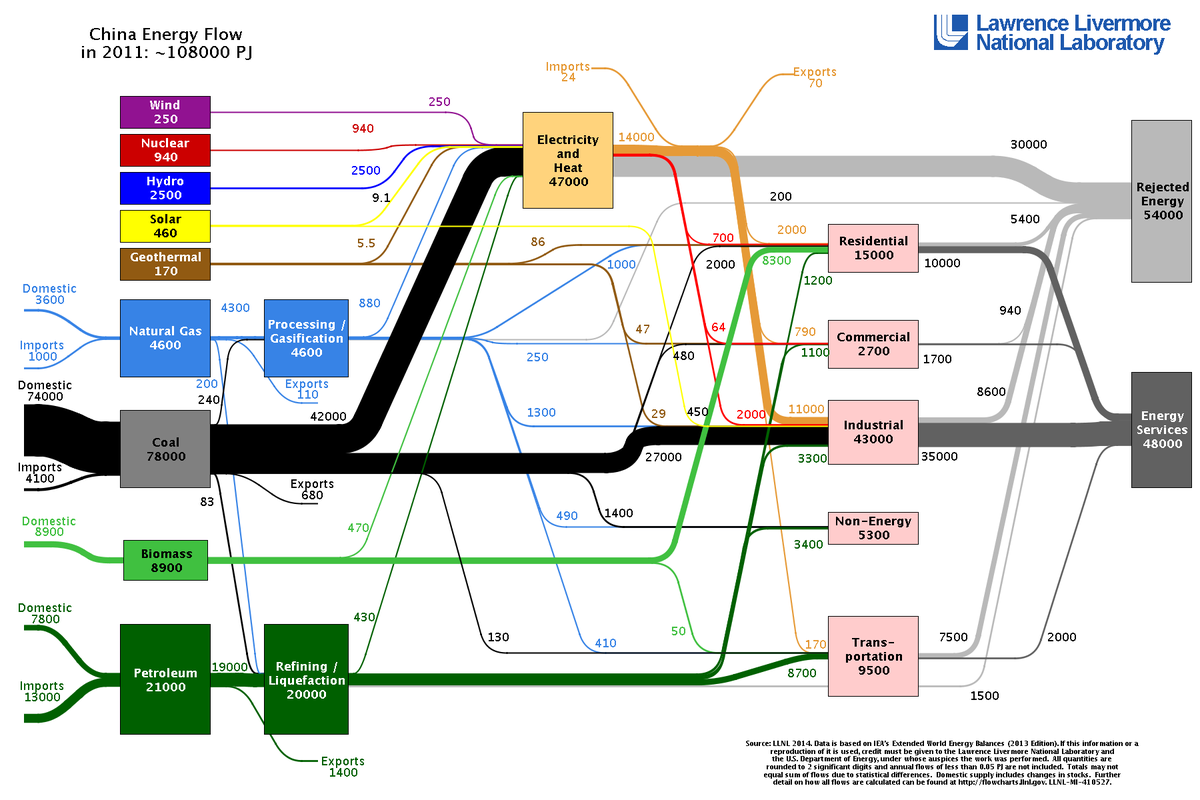 China Energy Flow
in 2011: ~108000 PJ
Lawrence Livermore
National Laboratory
Imports
24
Exports
70
Wind
250
250
Nuclear
940
940
Hydro
2500
2500
Solar
460
9.1
Geothermal
170
5.5
Electricity
and
Heat
47000
14000
30000
Rejected
Energy
54000
200
86
700
2000
Residential
15000
5400
1000
2000
8300
1200
10000
Domestic
3600
Imports
1000
Natural Gas
4600
4300
Processing /
Gasification
4600
880
200
240
Exports
110
47
64
790
250
480
1100
Commercial
2700
940
1700
Domestic
74000
Imports
4100
Coal
78000
42000
1300
29
450
2000
11000
27000
3300
Industrial
43000
8600
35000
Energy
Services
48000
83
Exports
680
490
1400
3400
Non-Energy
5300
Domestic
8900
Biomass
8900
470
50
Domestic
7800
Imports
13000
Petroleum
21000
19000
Refining /
Liquefaction
20000
430
130
410
170
8700
Trans-
portation
9500
7500
2000
1500
Exports
1400
Source: LLNL 2014. Data is based on IEA's Extended World Energy Balances (2013 Edition). If this information or a
reproduction of it is used, credit must be given to the Lawrence Livermore National Laboratory and
the U.S. Department of Energy, under whose auspices the work was performed. All quantities are
rounded to 2 significant digits and annual flows of less than 0.05 PJ are not included. Totals may not
equal sum of flows due to statistical differences. Domestic supply includes changes in stocks. Further
detail on how all flows are calculated can be found at http://flowcharts.llnl.gov. LLNL-MI-410527.